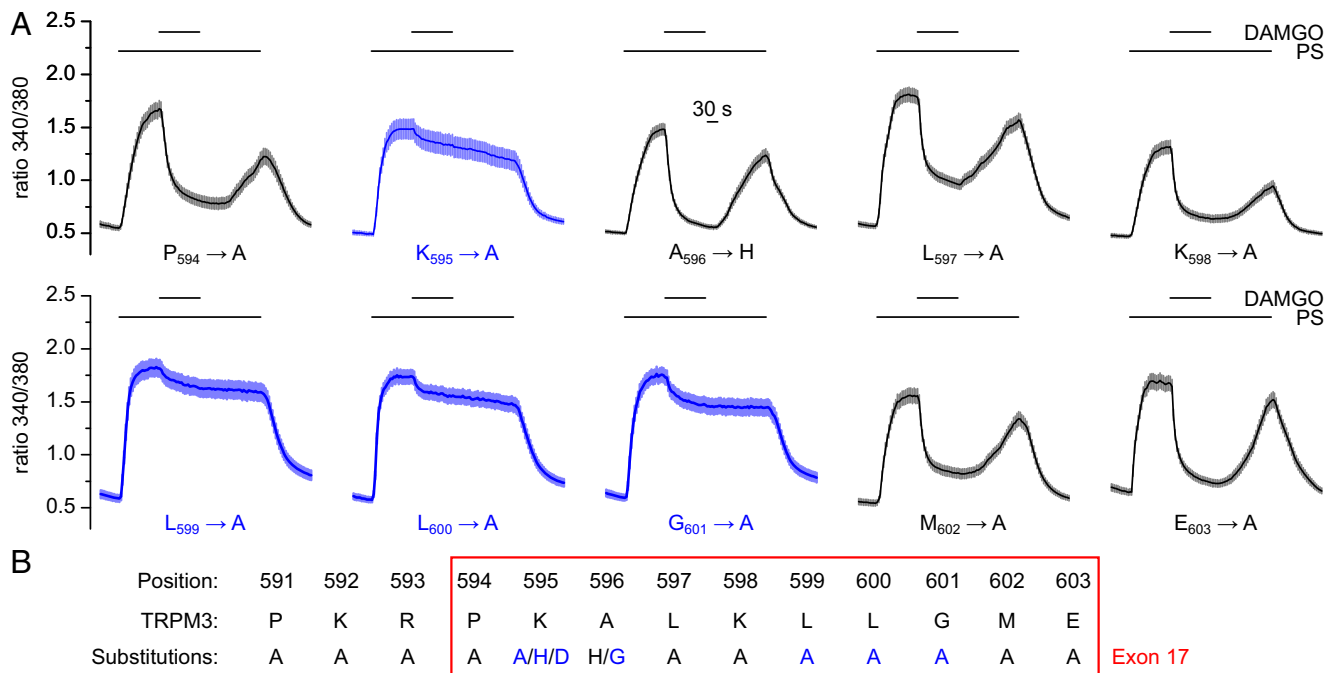 A
2.5 DAMGO
PS
2.0
1.5 30 s
1.0
0.5
ratio 340/380
P594 → A K595 → A A596 → H L597 → A K598 → A
2.5 DAMGO
PS
2.0
1.5
1.0
0.5
ratio 340/380
L599 → A L600 → A G601 → A M602 → A E603 → A
B
Position: 591 592 593 594 595 596 597 598 599 600 601 602 603
TRPM3: P K R P K A L K L L G M E
Substitutions: A A A A A/H/D H/G A A A A A A A Exon 17